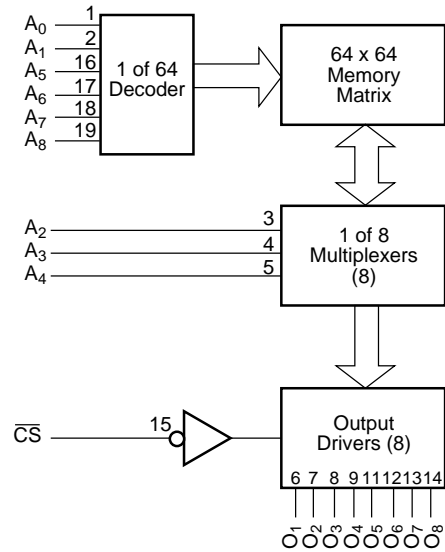 A0 1
A1 2
A5 16
A6 17
A7 18
A8 19
1 of 64
Decoder
64 x 64
Memory
Matrix
A2 3
A3 4
A4 5
1 of 8
Multiplexers
(8)
CS 15
Output
Drivers (8)
6 7 8 9 11 12 13 14
O1 O2 O3 O4 O5 O6 O7 O8